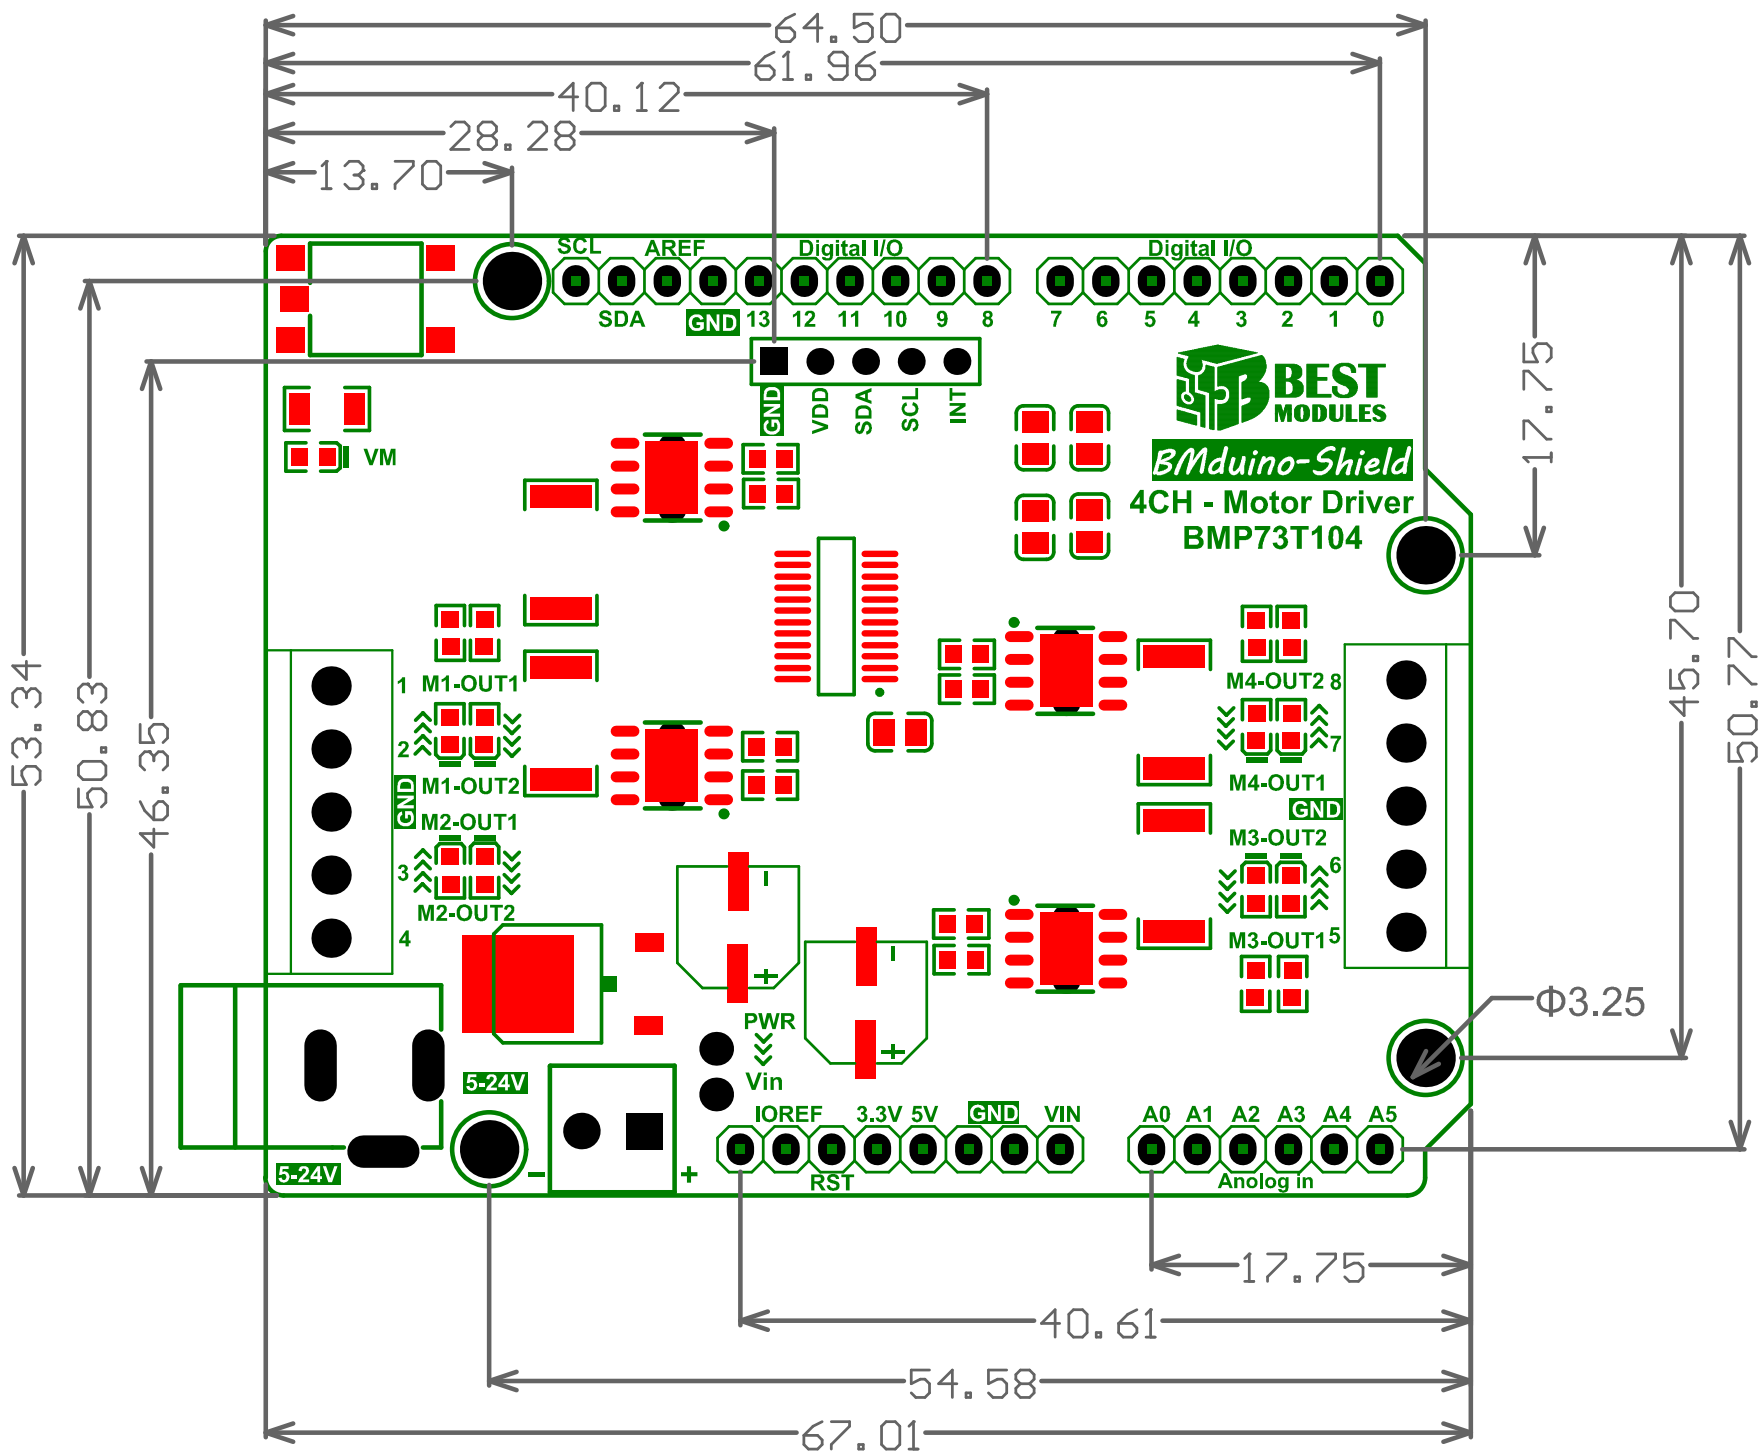 64.50
61.96
40.12
28.28
13.70
SCL AREF Digital I/O Digital I/O
SDA GND 13 12 11 10 9 8 7 6 5 4 3 2 1 0
GND VDD SDA SCL INT
BEST
MODULES
BMduino-Shield
4CH - Motor Driver
BMP73T104
VM
17.75
45.70
50.77
53.34
50.83
46.35
M1-OUT1 1
2
M1-OUT2
GND
M2-OUT1
3
M2-OUT2
4
M4-OUT2 8
7
M4-OUT1
GND
M3-OUT2
6
M3-OUT1 5
Φ3.25
PWR
Vin
5-24V
5-24V
- +
- +
- +
IOREF 3.3V 5V GND VIN
RST
A0 A1 A2 A3 A4 A5
Anolog in
17.75
40.61
54.58
67.01